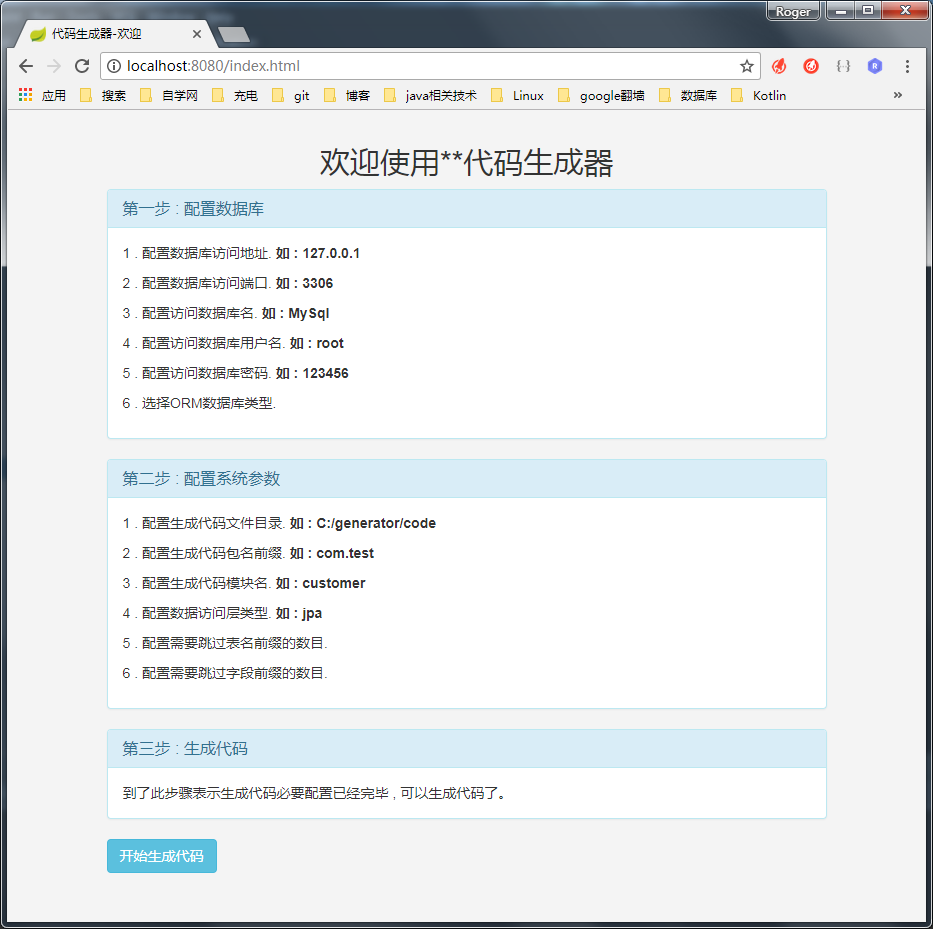 Roger
代码生成器-欢迎
localhost:8080/index.html
应用 搜索 自学网 充电 git 博客 java相关技术 Linux google翻墙 数据库 Kotlin »
欢迎使用**代码生成器
第一步 : 配置数据库
1 . 配置数据库访问地址. 如 : 127.0.0.1
2 . 配置数据库访问端口. 如 : 3306
3 . 配置访问数据库名. 如 : MySql
4 . 配置访问数据库用户名. 如 : root
5 . 配置访问数据库密码. 如 : 123456
6 . 选择ORM数据库类型.
第二步 : 配置系统参数
1 . 配置生成代码文件目录. 如 : C:/generator/code
2 . 配置生成代码包名前缀. 如 : com.test
3 . 配置生成代码模块名. 如 : customer
4 . 配置数据访问层类型. 如 : jpa
5 . 配置需要跳过表名前缀的数目.
6 . 配置需要跳过字段前缀的数目.
第三步 : 生成代码
到了此步骤表示生成代码必要配置已经完毕 , 可以生成代码了。
开始生成代码